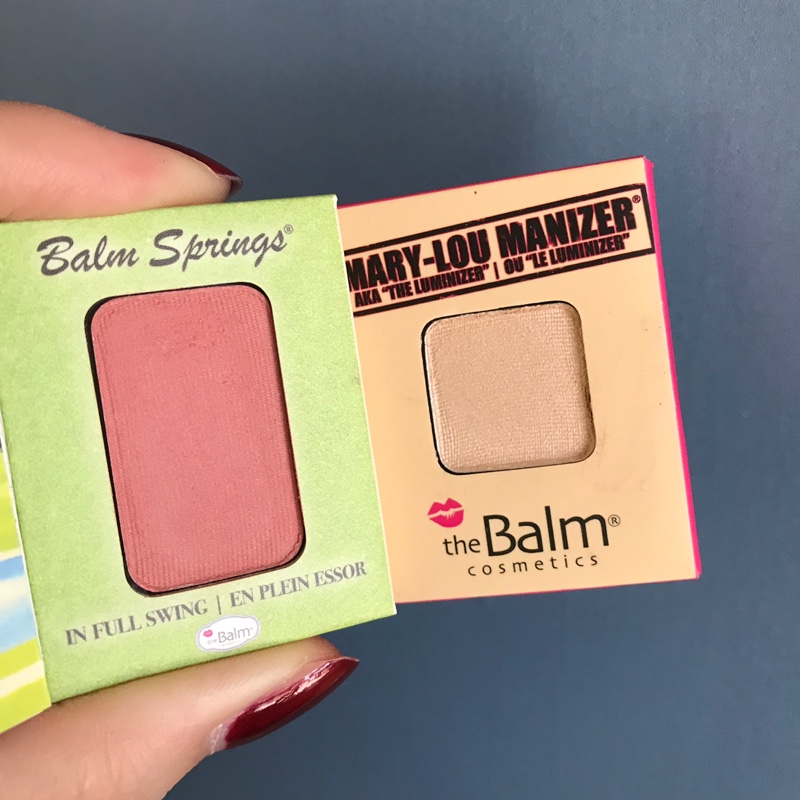 Balm Springs®
IN FULL SWING | EN PLEIN ESSOR
theBalm®
MARY-LOU MANIZER®
AKA "THE LUMINIZER" | OU "LE LUMINIZER"
theBalm®
cosmetics